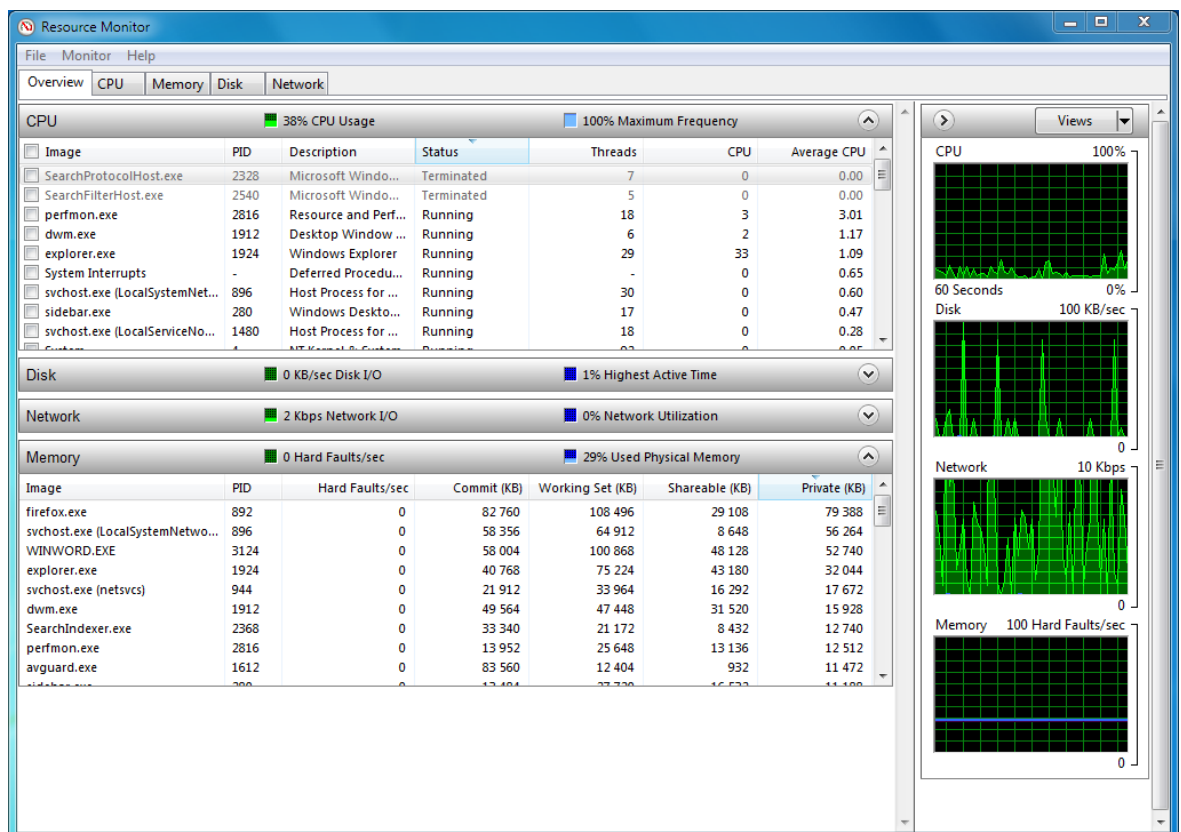 Resource Monitor
File Monitor Help
Overview CPU Memory Disk Network
CPU 38% CPU Usage 100% Maximum Frequency
Image PID Description Status Threads CPU Average CPU
SearchProtocolHost.exe 2328 Microsoft Windo... Terminated 7 0 0.00
SearchFilterHost.exe 2540 Microsoft Windo... Terminated 5 0 0.00
perfmon.exe 2816 Resource and Perf... Running 18 3 3.01
dwm.exe 1912 Desktop Window ... Running 6 2 1.17
explorer.exe 1924 Windows Explorer Running 29 33 1.09
System Interrupts - Deferred Procedu... Running - 0 0.65
svchost.exe (LocalSystemNet... 896 Host Process for ... Running 30 0 0.60
sidebar.exe 280 Windows Deskto... Running 17 0 0.47
svchost.exe (LocalServiceNo... 1480 Host Process for ... Running 18 0 0.28
Disk 0 KB/sec Disk I/O 1% Highest Active Time
Network 2 Kbps Network I/O 0% Network Utilization
Memory 0 Hard Faults/sec 29% Used Physical Memory
Image PID Hard Faults/sec Commit (KB) Working Set (KB) Shareable (KB) Private (KB)
firefox.exe 892 0 82 760 108 496 29 108 79 388
svchost.exe (LocalSystemNetwo... 896 0 58 356 64 912 8 648 56 264
WINWORD.EXE 3124 0 58 004 100 868 48 128 52 740
explorer.exe 1924 0 40 768 75 224 43 180 32 044
svchost.exe (netsvcs) 944 0 21 912 33 964 16 292 17 672
dwm.exe 1912 0 49 564 47 448 31 520 15 928
SearchIndexer.exe 2368 0 33 340 21 172 8 432 12 740
perfmon.exe 2816 0 13 952 25 648 13 136 12 512
avguard.exe 1612 0 83 560 12 404 932 11 472
Views
CPU 100%
60 Seconds 0%
Disk 100 KB/sec
0
Network 10 Kbps
0
Memory 100 Hard Faults/sec
0